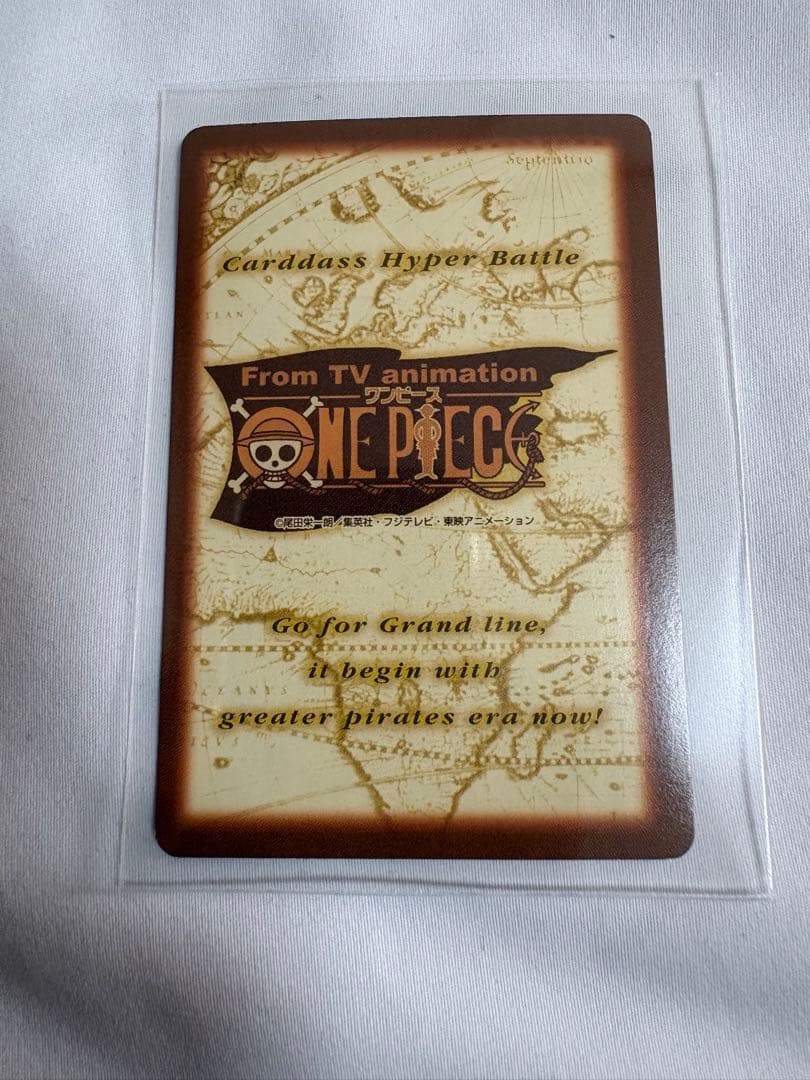 Septentrio
Carddass Hyper Battle
From TV animation
ワンピース
ONE PIECE
©尾田栄一朗／集英社・フジテレビ・東映アニメーション
Go for Grand line,
it begin with
greater pirates era now!